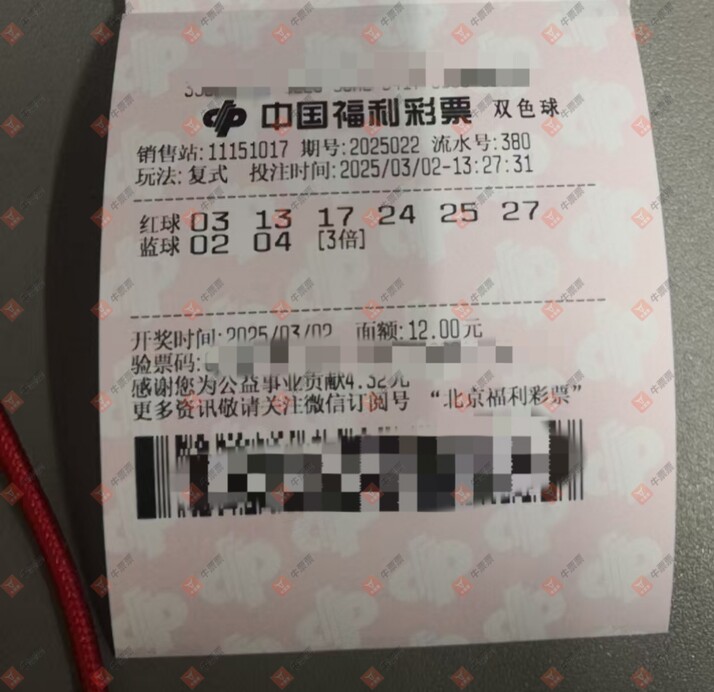 中国福利彩票 双色球
销售站:11151017 期号:2025022 流水号:380
玩法:复式 投注时间:2025/03/02-13:27:31
红球 03 13 17 24 25 27
蓝球 02 04 [3倍]
开奖时间:2025/03/02 面额:12.00元
验票码:
感谢您为公益事业贡献4.32元
更多资讯敬请关注微信订阅号 “北京福利彩票”